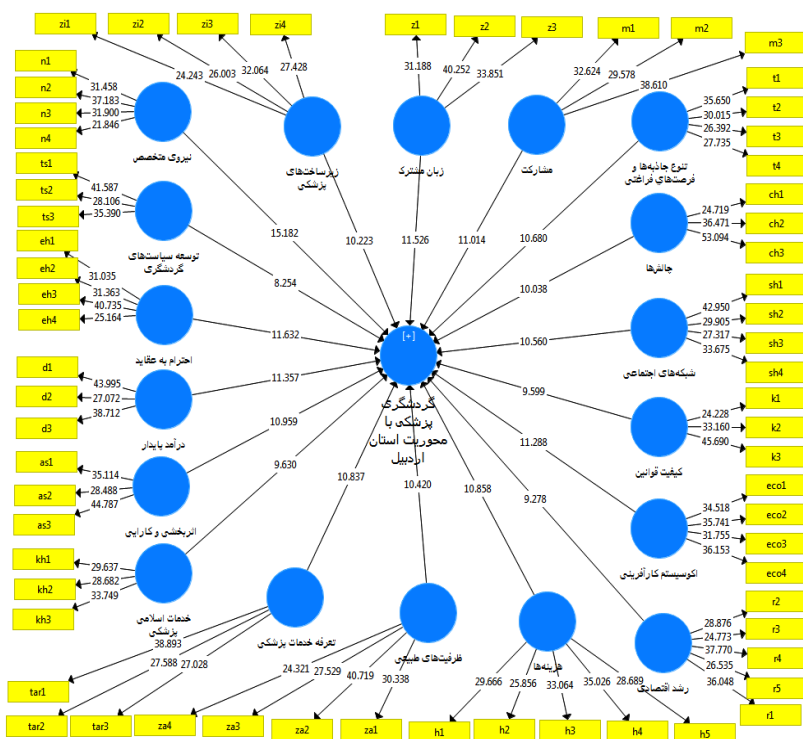 zi1
zi2
zi3
zi4
z1
z2
z3
m1
m2
m3
24.243
26.003
32.064
27.428
31.188
40.252
33.851
32.624
29.578
38.610
n1
n2
n3
n4
31.458
37.183
31.900
21.846
نیروی متخصص
زیرساخت‌های
پزشکی
زبان مشترک
مشارکت
t1
t2
t3
t4
35.650
30.015
26.392
27.735
تنوع جاذبه‌ها و
فرصت‌های فراغتی
ts1
ts2
ts3
41.587
28.106
35.390
توسعه سیاست‌های
گردشگری
ch1
ch2
ch3
24.719
36.471
53.094
چالش‌ها
15.182
10.223
11.526
11.014
10.680
8.254
10.038
eh1
eh2
eh3
eh4
31.035
31.363
40.735
25.164
احترام به عقاید
11.632
10.560
sh1
sh2
sh3
sh4
42.950
29.905
27.317
33.675
شبکه‌های اجتماعی
[+]
گردشگری
پزشکی با
محوریت استان
اردبیل
d1
d2
d3
43.995
27.072
38.712
درآمد پایدار
11.357
9.599
k1
k2
k3
24.228
33.160
45.690
کیفیت قوانین
as1
as2
as3
35.114
28.488
44.787
اثربخشی و کارایی
10.959
11.288
eco1
eco2
eco3
eco4
34.518
35.741
31.755
36.153
اکوسیستم کارآفرینی
kh1
kh2
kh3
29.637
28.682
33.749
خدمات اسلامی
پزشکی
9.630
10.837
10.420
10.858
9.278
r2
r3
r4
r5
r1
28.876
24.773
37.770
26.535
36.048
رشد اقتصادی
تعرفه خدمات پزشکی
ظرفیت‌های طبیعی
هزینه‌ها
38.893
27.588
27.028
24.321
27.529
40.719
30.338
29.666
25.856
33.064
35.026
28.689
tar1
tar2
tar3
za4
za3
za2
za1
h1
h2
h3
h4
h5